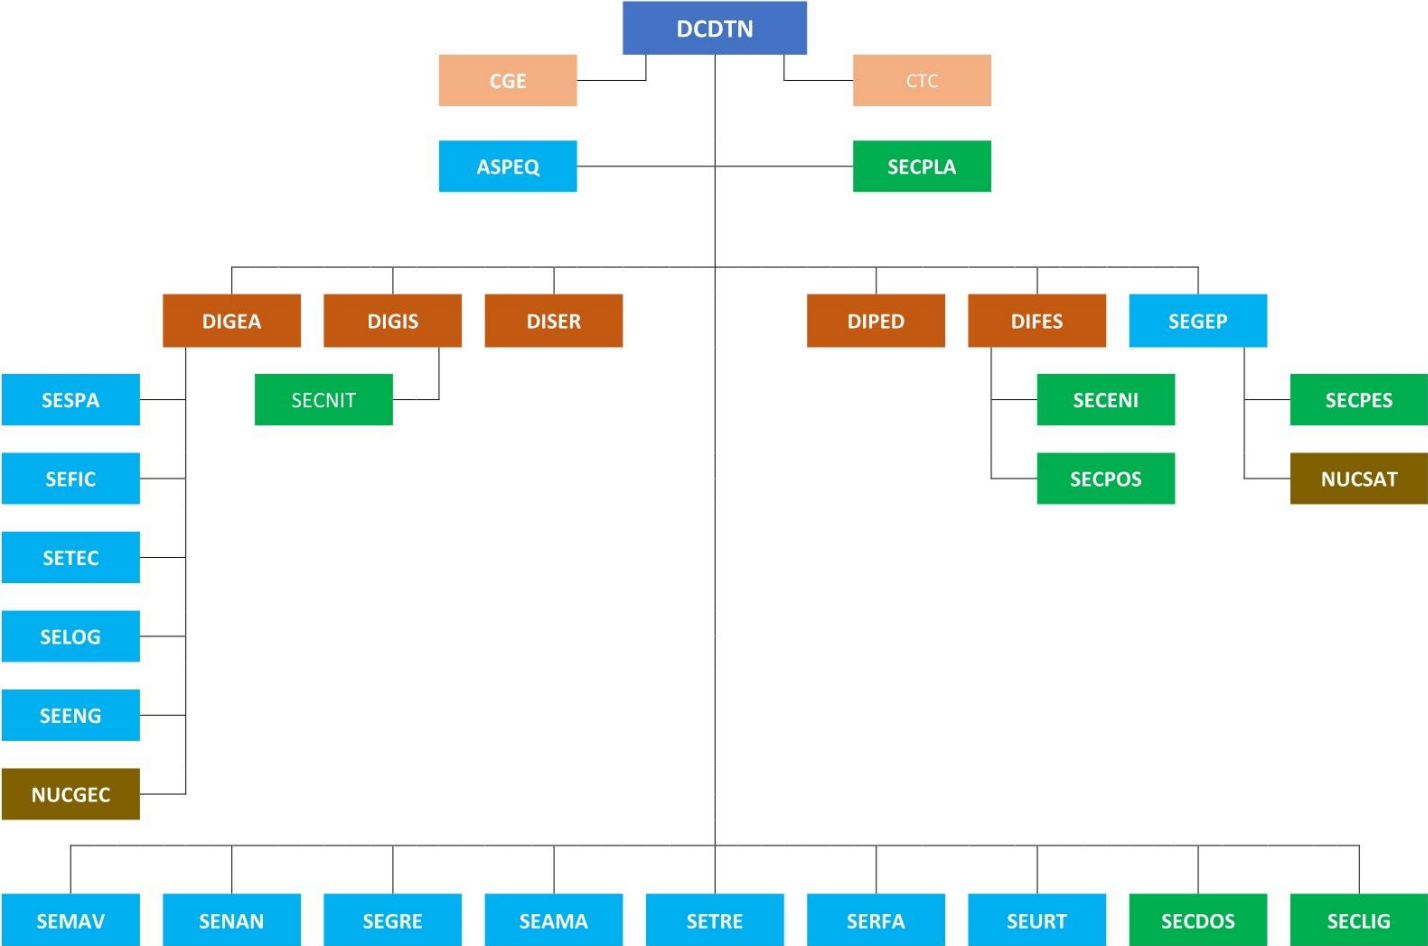 DCDTN
CGE
CTC
ASPEQ
SECPLA
DIGEA
DIGIS
DISER
DIPED
DIFES
SEGEP
SESPA
SECNIT
SECENI
SECPES
SEFIC
SECPOS
NUCSAT
SETEC
SELOG
SEENG
NUCGEC
SEMAV
SENAN
SEGRE
SEAMA
SETRE
SERFA
SEURT
SECDOS
SECLIG